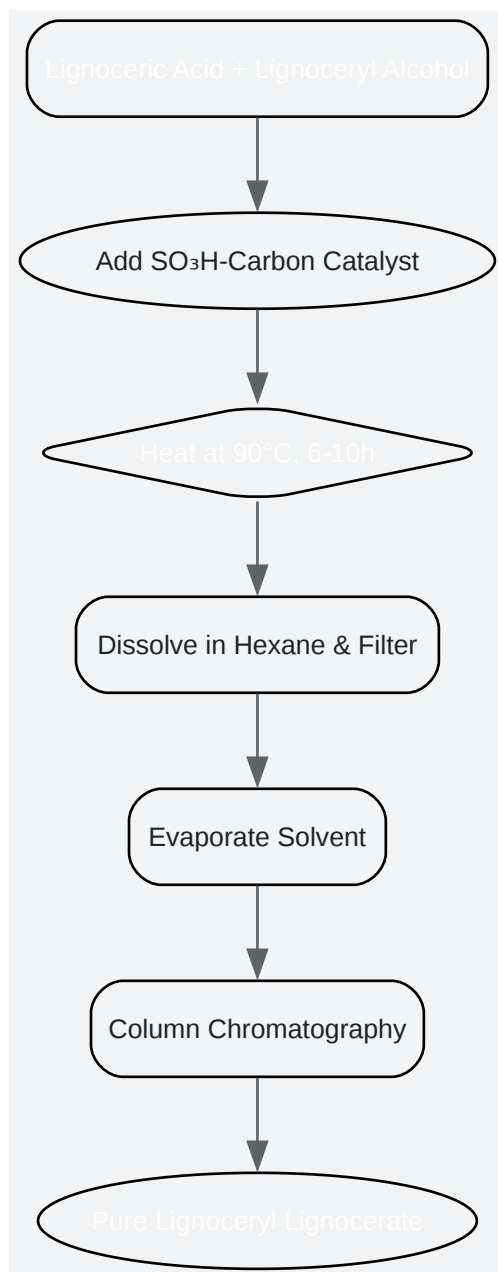 Lignoceric Acid + Lignoceryl Alcohol
Add SO₃H-Carbon Catalyst
Heat at 90°C, 6-10h
Dissolve in Hexane & Filter
Evaporate Solvent
Column Chromatography
Pure Lignoceryl Lignocerate